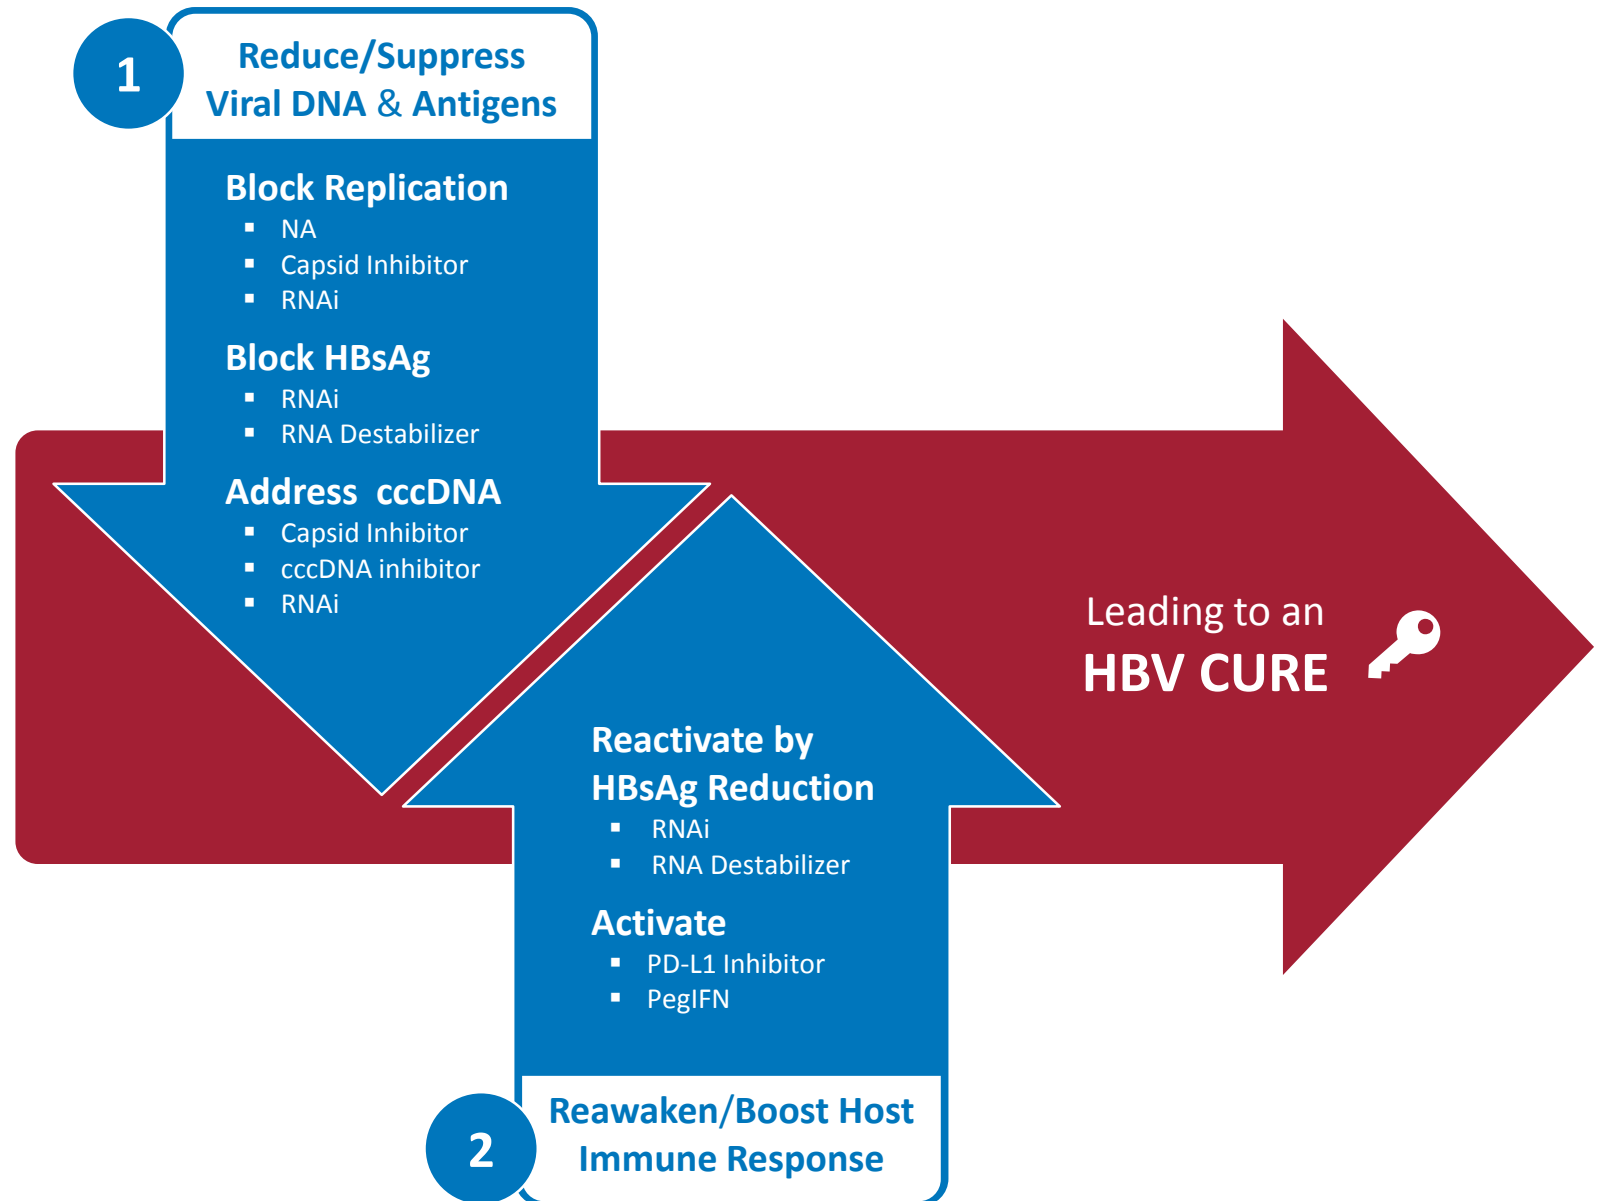 1
Reduce/Suppress
Viral DNA & Antigens
Block Replication
▪ NA
▪ Capsid Inhibitor
▪ RNAi
Block HBsAg
▪ RNAi
▪ RNA Destabilizer
Address cccDNA
▪ Capsid Inhibitor
▪ cccDNA inhibitor
▪ RNAi
Leading to an
HBV CURE
Reactivate by
HBsAg Reduction
▪ RNAi
▪ RNA Destabilizer
Activate
▪ PD-L1 Inhibitor
▪ PegIFN
2
Reawaken/Boost Host
Immune Response